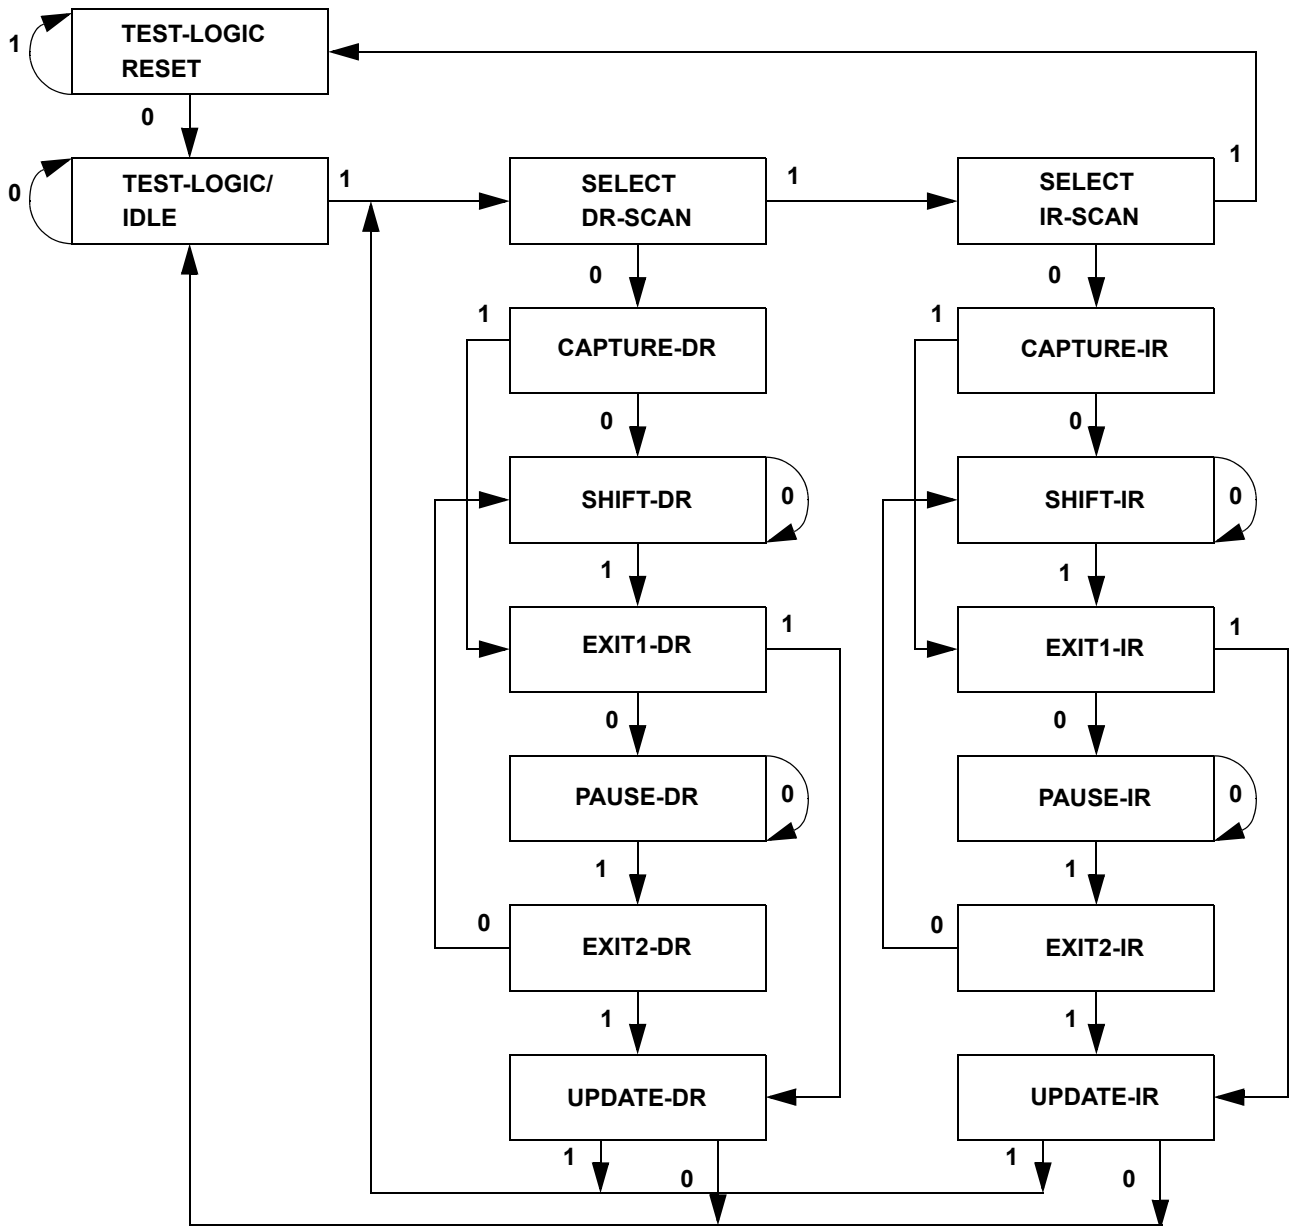 TEST-LOGIC
RESET
1
0
TEST-LOGIC/
IDLE
0
1
SELECT
DR-SCAN
1
SELECT
IR-SCAN
1
0
0
1
CAPTURE-DR
1
CAPTURE-IR
0
0
SHIFT-DR
0
SHIFT-IR
0
1
1
EXIT1-DR
1
EXIT1-IR
1
0
0
PAUSE-DR
0
PAUSE-IR
0
1
1
0
EXIT2-DR
0
EXIT2-IR
1
1
UPDATE-DR
UPDATE-IR
1
0
1
0